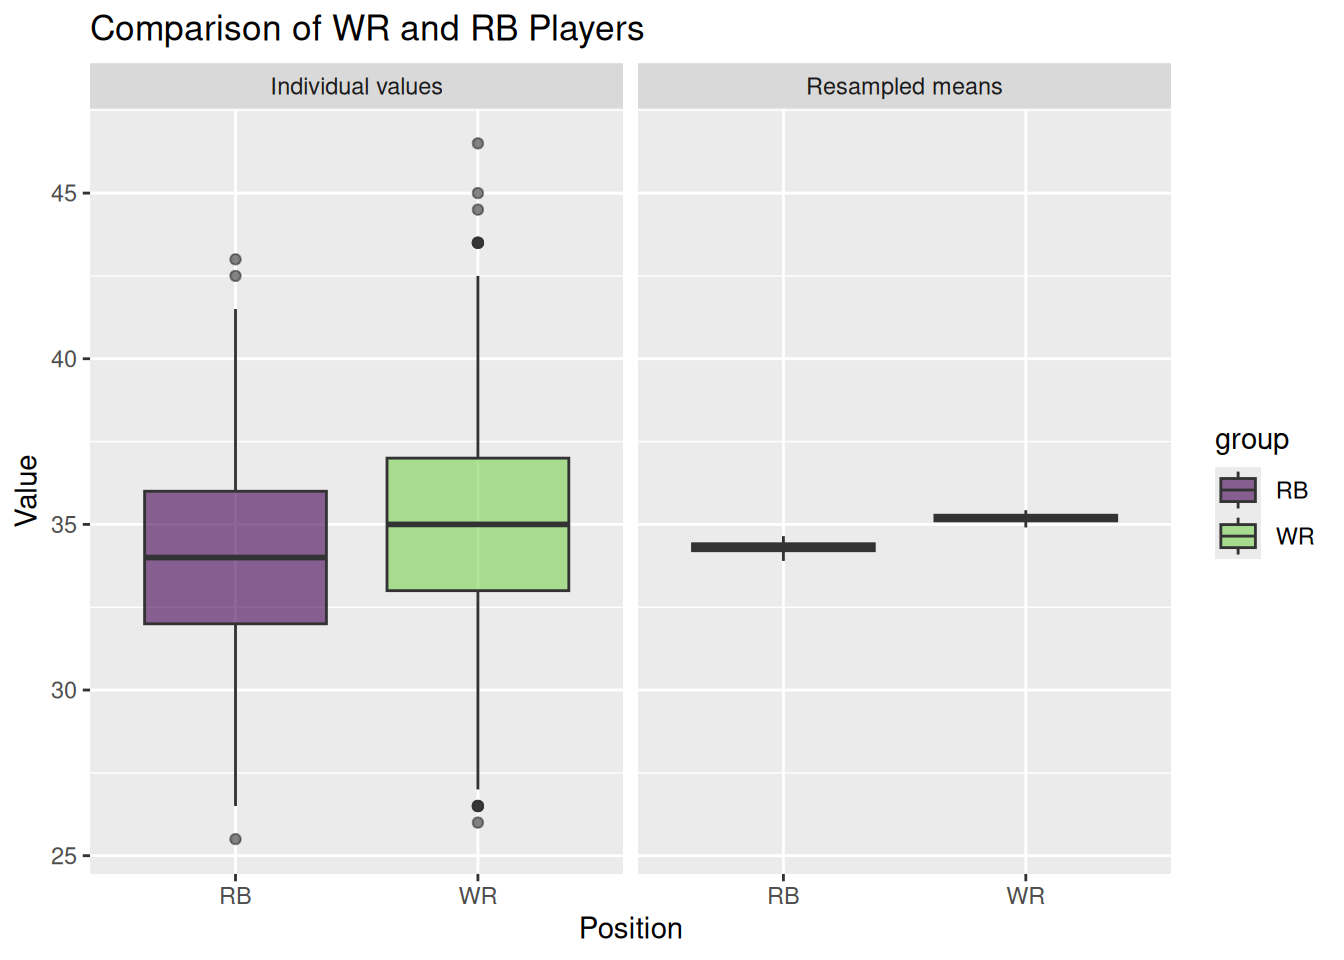 Comparison of WR and RB Players
Individual values
Resampled means
45
40
35
30
25
Value
RB
WR
RB
WR
Position
group
RB
WR